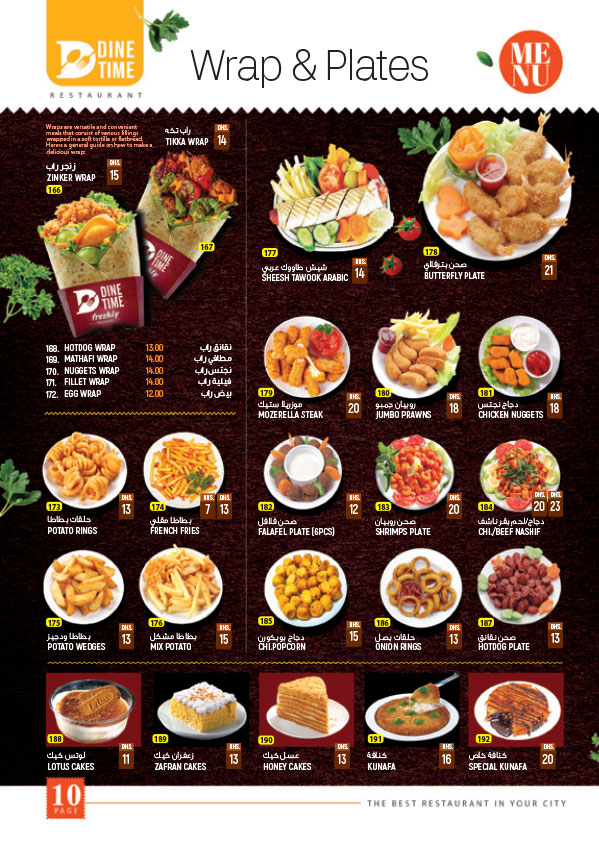 DINE
TIME
RESTAURANT
Wrap & Plates
ME
NU
Wraps are versatile and convenient
meals that consist of various fillings
wrapped in a soft tortilla or flatbread.
Here's a general guide on how to make a
delicious wrap:
راب تكه
TIKKA WRAP
DHS.
14
زنجر راب
ZINKER WRAP
DHS.
15
166
167
DINE
TIME
freshly
177
شيش طاووك عربي
SHEESH TAWOOK ARABIC
14
178
صحن بترفلاي
BUTTERFLY PLATE
DHS.
21
168. HOTDOG WRAP 13.00 نقانق راب
169. MATHAFI WRAP 14.00 مطافي راب
170. NUGGETS WRAP 14.00 نجتس راب
171. FILLET WRAP 14.00 فيلية راب
172. EGG WRAP 12.00 بيض راب
179
موزريلا ستيك
MOZERELLA STEAK
20
180
روبيان جمبو
JUMBO PRAWNS
18
181
دجاج نجتس
CHICKEN NUGGETS
18
173
حلقات بطاطا
POTATO RINGS
DHS.
13
174
بطاطا مقلي
FRENCH FRIES
7
DHS.
13
182
صحن فلافل
FALAFEL PLATE (6PCS)
12
183
صحن روبيان
SHRIMPS PLATE
DHS.
20
184
دجاج/لحم بقر ناشف
CHI./BEEF NASHIF
DHS.
20
DHS.
23
175
بطاطا ودجيز
POTATO WEDGES
DHS.
13
176
بطاطا مشكل
MIX POTATO
15
185
دجاج بوبكورن
CHI.POPCORN
15
186
حلقات بصل
ONION RINGS
DHS.
13
187
صحن نقانق
HOTDOG PLATE
DHS.
13
188
لوتس كيك
LOTUS CAKES
DHS.
11
189
زعفران كيك
ZAFRAN CAKES
13
190
عسل كيك
HONEY CAKES
DHS.
13
191
كنافة
KUNAFA
16
192
كنافة خاص
SPECIAL KUNAFA
DHS.
20
10
PAGE
THE BEST RESTAURANT IN YOUR CITY